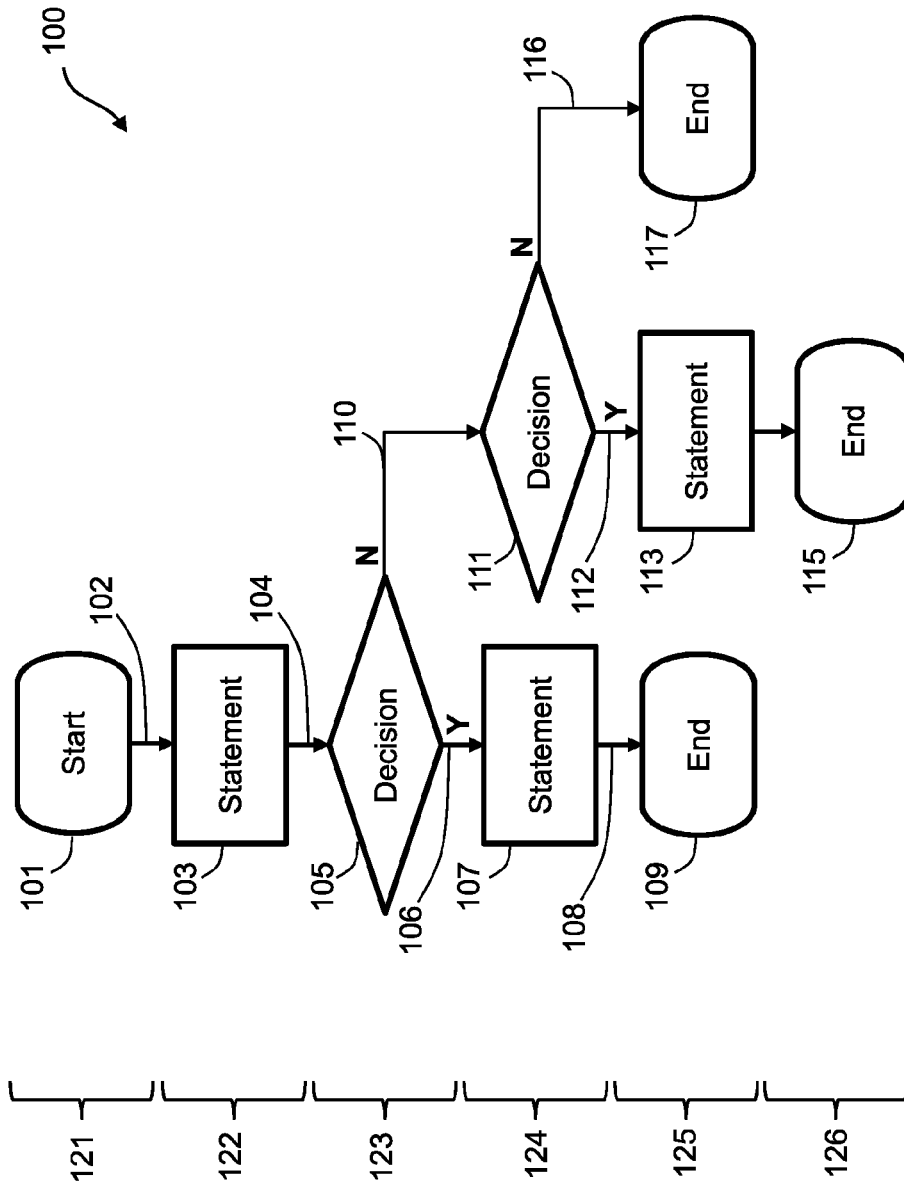 100
121
101
Start
102
122
103
Statement
104
123
105
Decision
N
110
106
Y
124
107
Statement
111
Decision
N
116
108
112
Y
125
109
End
113
Statement
117
End
126
115
End